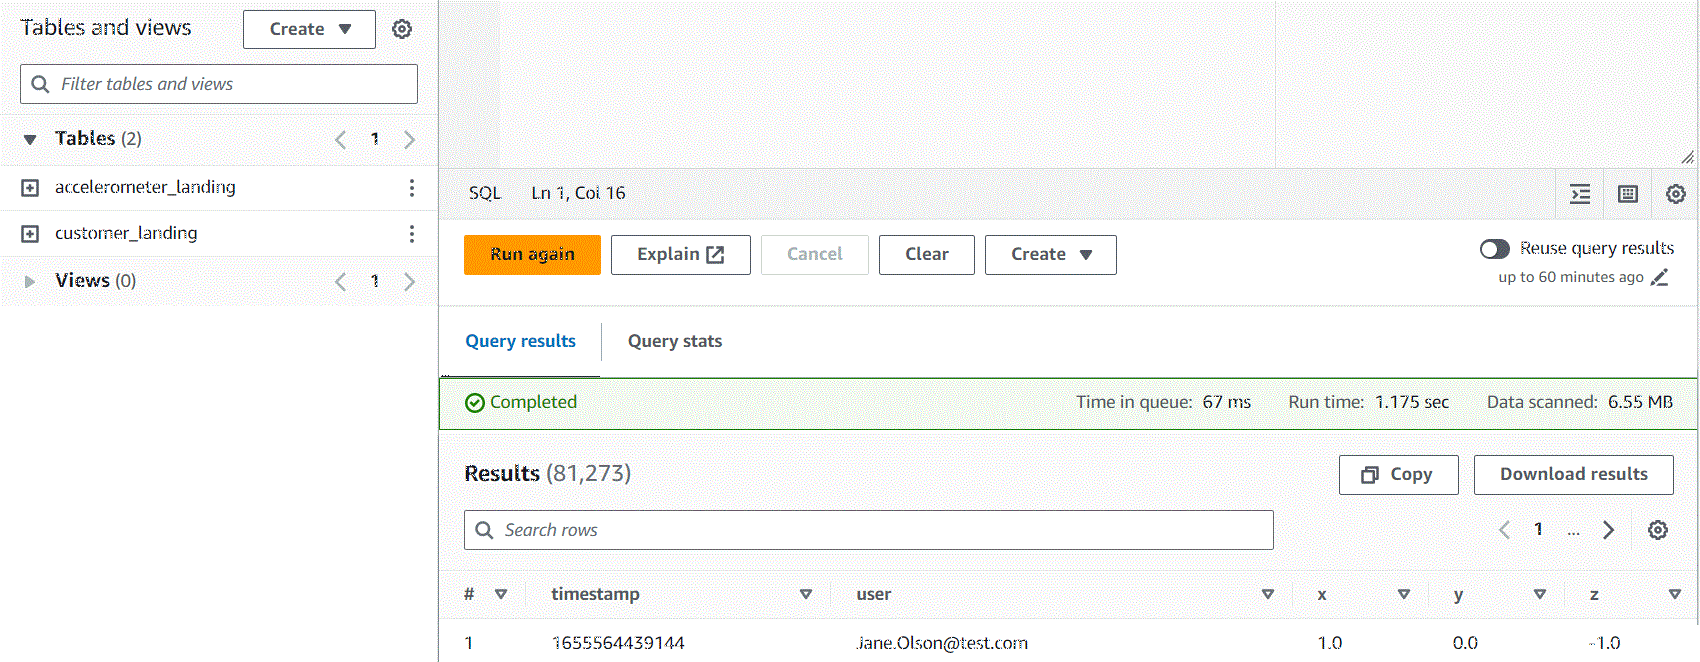 Tables and views
Create
Filter tables and views
Tables (2)
1
accelerometer_landing
customer_landing
Views (0)
1
SQL Ln 1, Col 16
Run again Explain Cancel Clear Create
Reuse query results
up to 60 minutes ago
Query results Query stats
...
Completed Time in queue: 67 ms Run time: 1.175 sec Data scanned: 6.55 MB
Results (81,273)
Copy Download results
Search rows
1 ...
# timestamp user x y z
1 1655564439144 Jane.Olson@test.com 1.0 0.0 -1.0